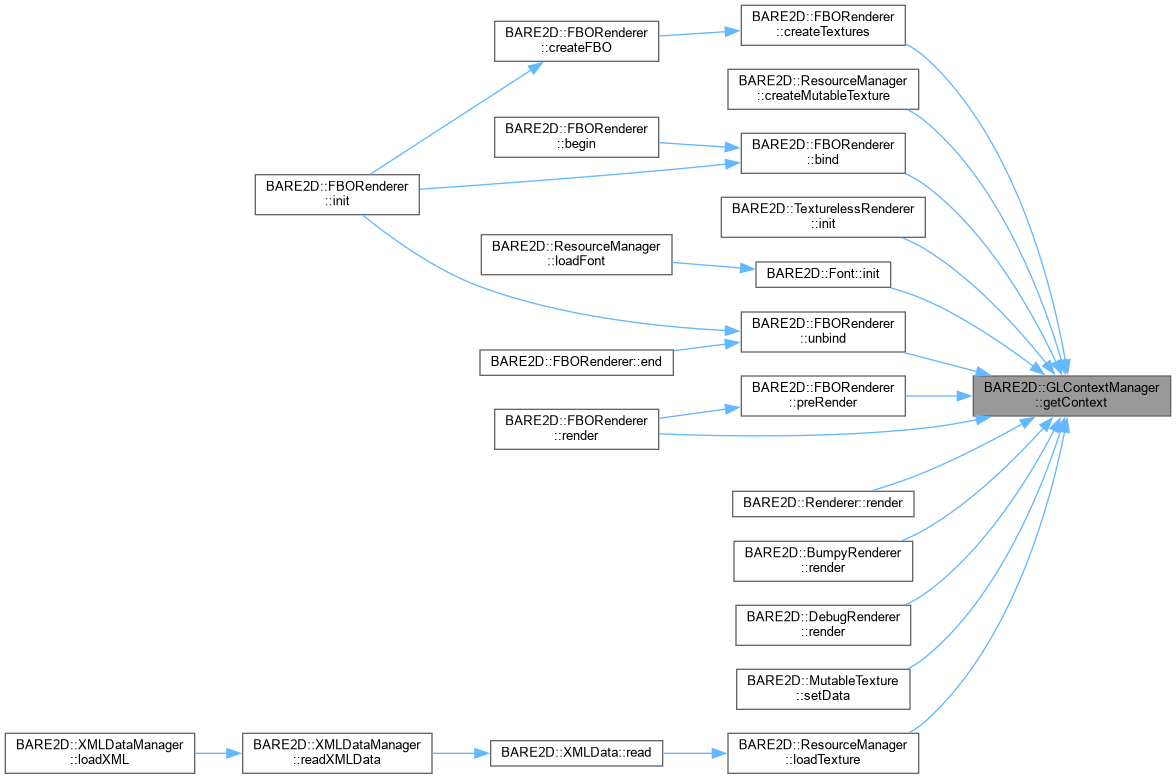 BARE2D::FBORenderer
::createTextures
BARE2D::FBORenderer
::createFBO
BARE2D::ResourceManager
::createMutableTexture
BARE2D::FBORenderer
::begin
BARE2D::FBORenderer
::bind
BARE2D::FBORenderer
::init
BARE2D::TexturelessRenderer
::init
BARE2D::ResourceManager
::loadFont
BARE2D::Font::init
BARE2D::FBORenderer
::unbind
BARE2D::FBORenderer::end
BARE2D::FBORenderer
::preRender
BARE2D::GLContextManager
::getContext
BARE2D::FBORenderer
::render
BARE2D::Renderer::render
BARE2D::BumpyRenderer
::render
BARE2D::DebugRenderer
::render
BARE2D::MutableTexture
::setData
BARE2D::XMLDataManager
::loadXML
BARE2D::XMLDataManager
::readXMLData
BARE2D::XMLData::read
BARE2D::ResourceManager
::loadTexture